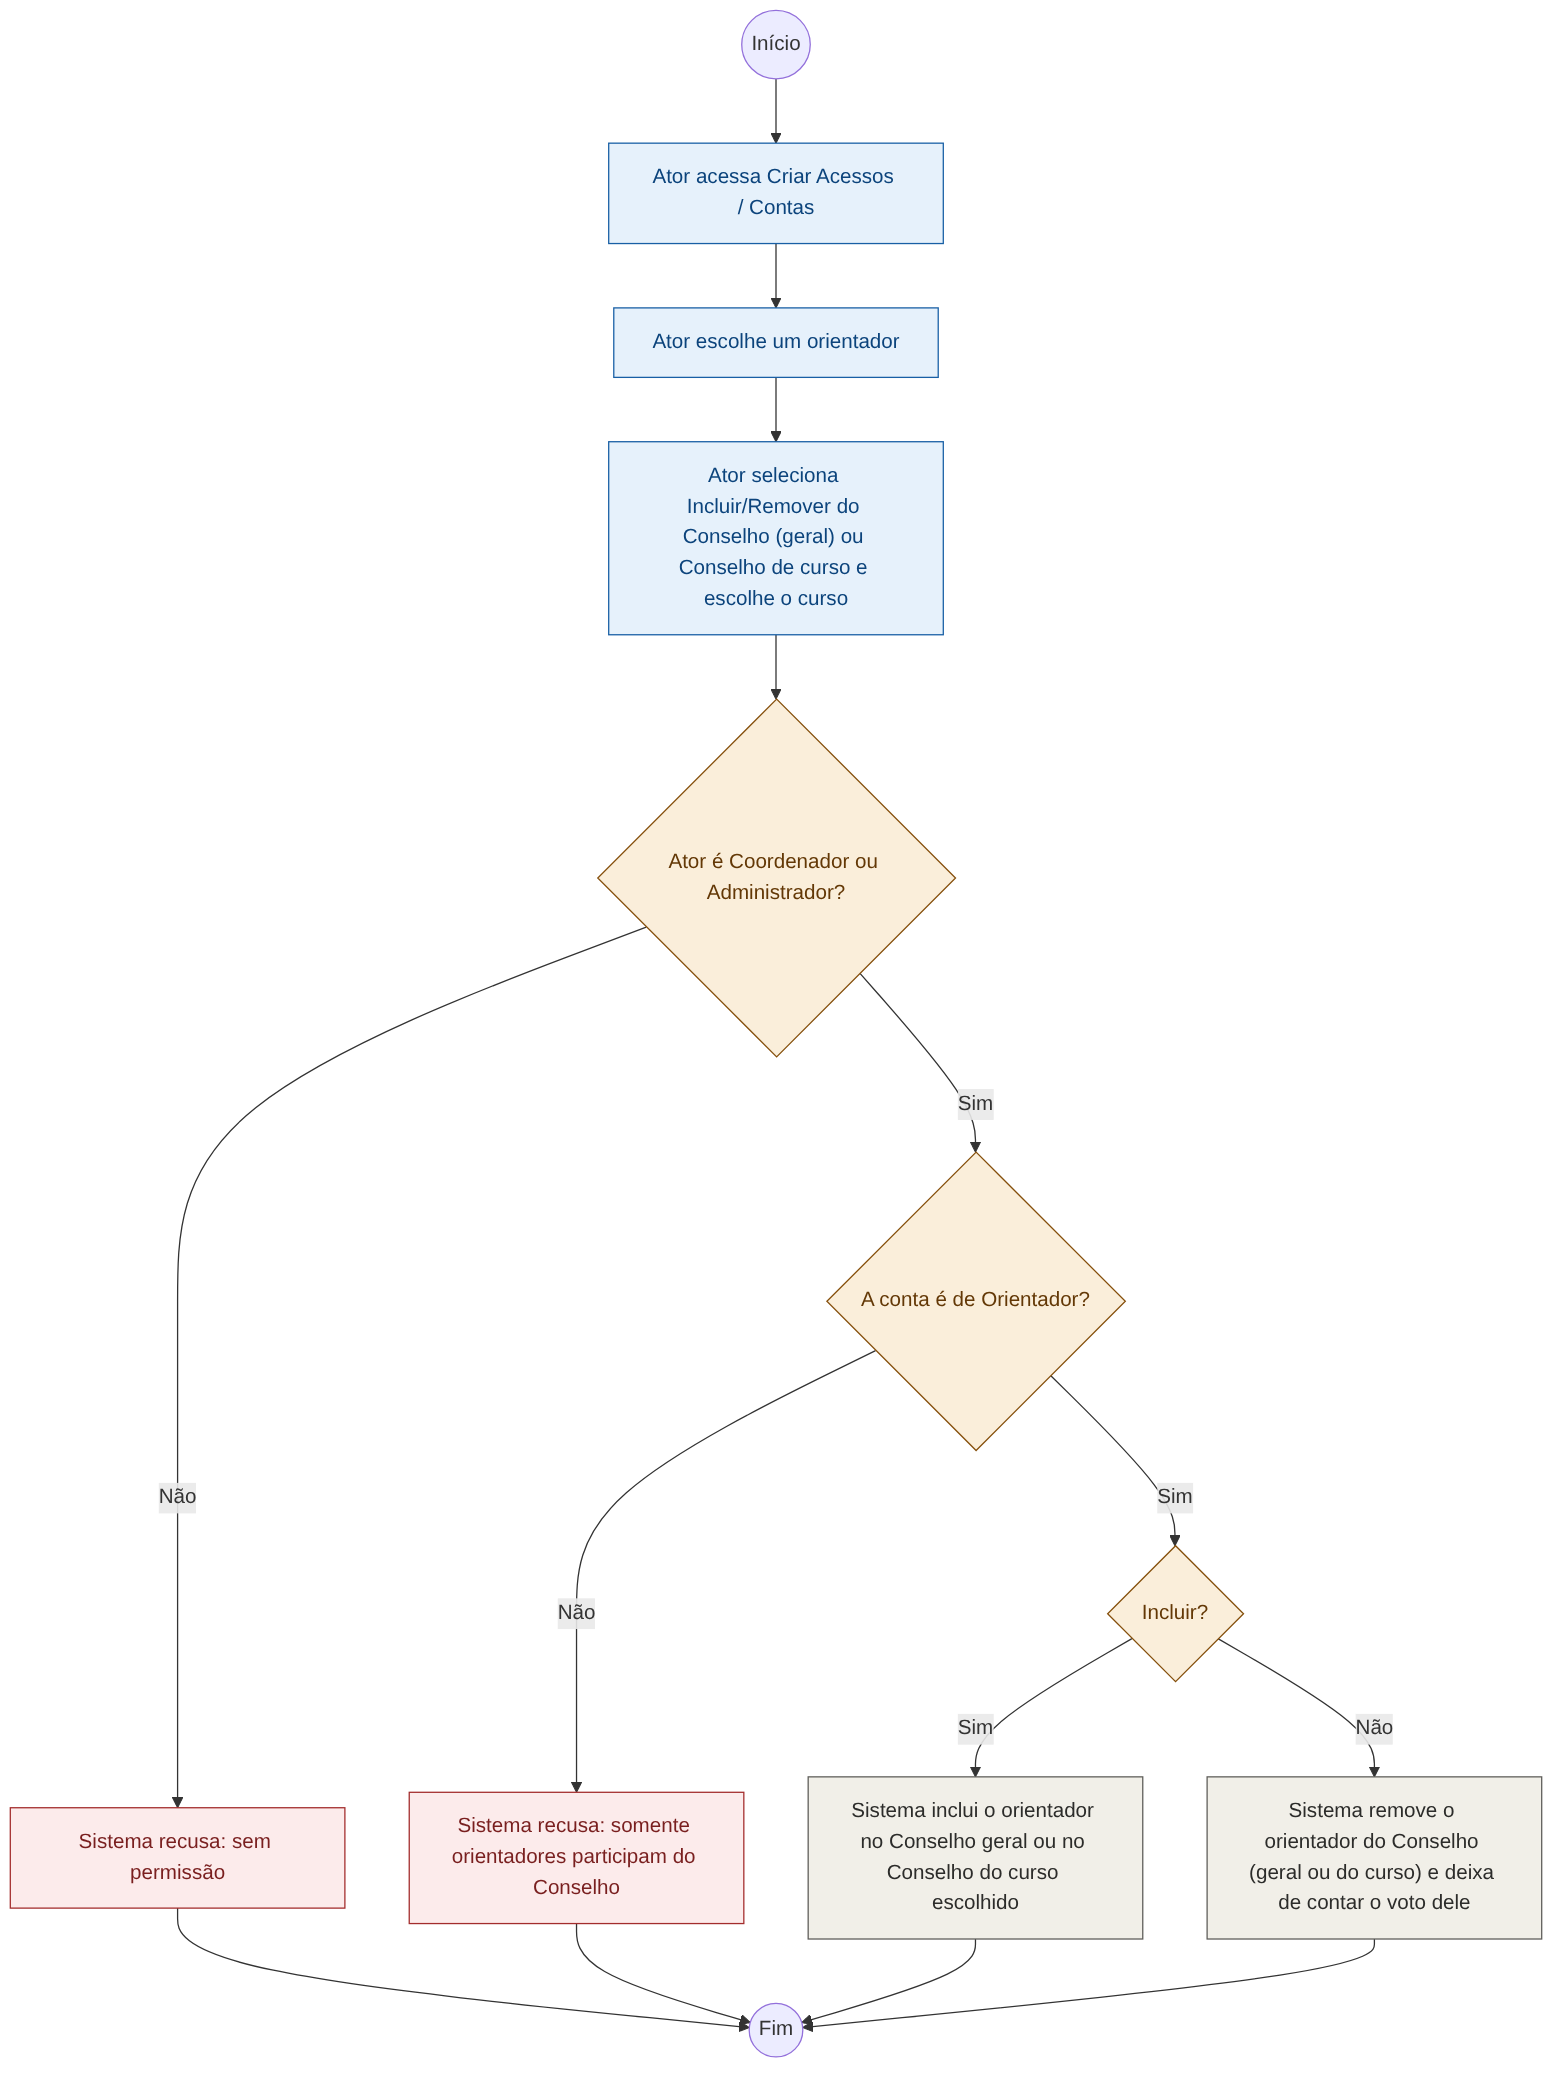 Início
Ator acessa Criar Acessos
/ Contas
Ator escolhe um orientador
Ator seleciona
Incluir/Remover do
Conselho (geral) ou
Conselho de curso e
escolhe o curso
Ator é Coordenador ou
Administrador?
Sim
A conta é de Orientador?
Não
Sim
Não
Incluir?
Sim
Não
Sistema recusa: sem
permissão
Sistema recusa: somente
orientadores participam do
Conselho
Sistema inclui o orientador
no Conselho geral ou no
Conselho do curso
escolhido
Sistema remove o
orientador do Conselho
(geral ou do curso) e deixa
de contar o voto dele
Fim